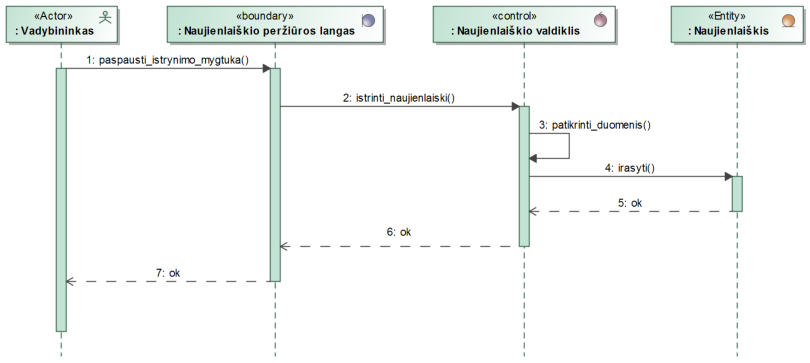 «Actor»
: Vadybininkas
«boundary»
: Naujienlaiškio peržiūros langas
«control»
: Naujienlaiškio valdiklis
«Entity»
: Naujienlaiškis
1: paspausti_istrynimo_mygtuka()
2: istrinti_naujienlaiski()
3: patikrinti_duomenis()
4: irasyti()
5: ok
6: ok
7: ok